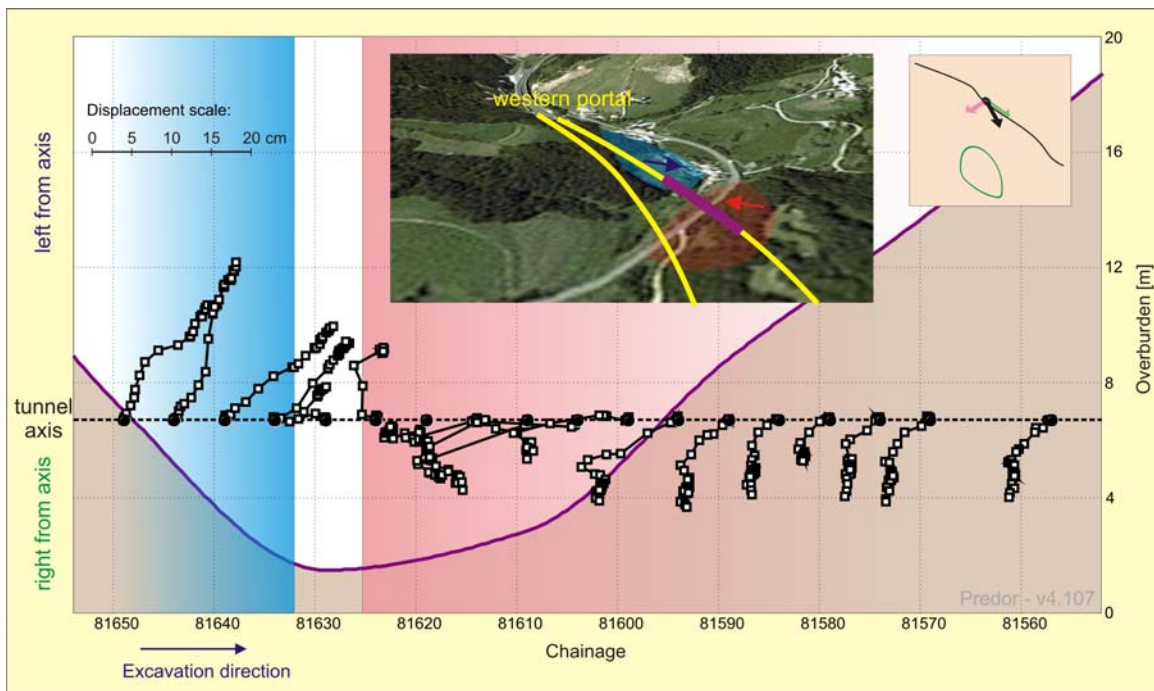 Displacement scale:
0 5 10 15 20 cm
left from axis
tunnel
axis
right from axis
western portal
20
16
12
8
4
0
Overburden [m]
Predor - v4.107
81650 81640 81630 81620 81610 81600 81590 81580 81570 81560
Chainage
Excavation direction